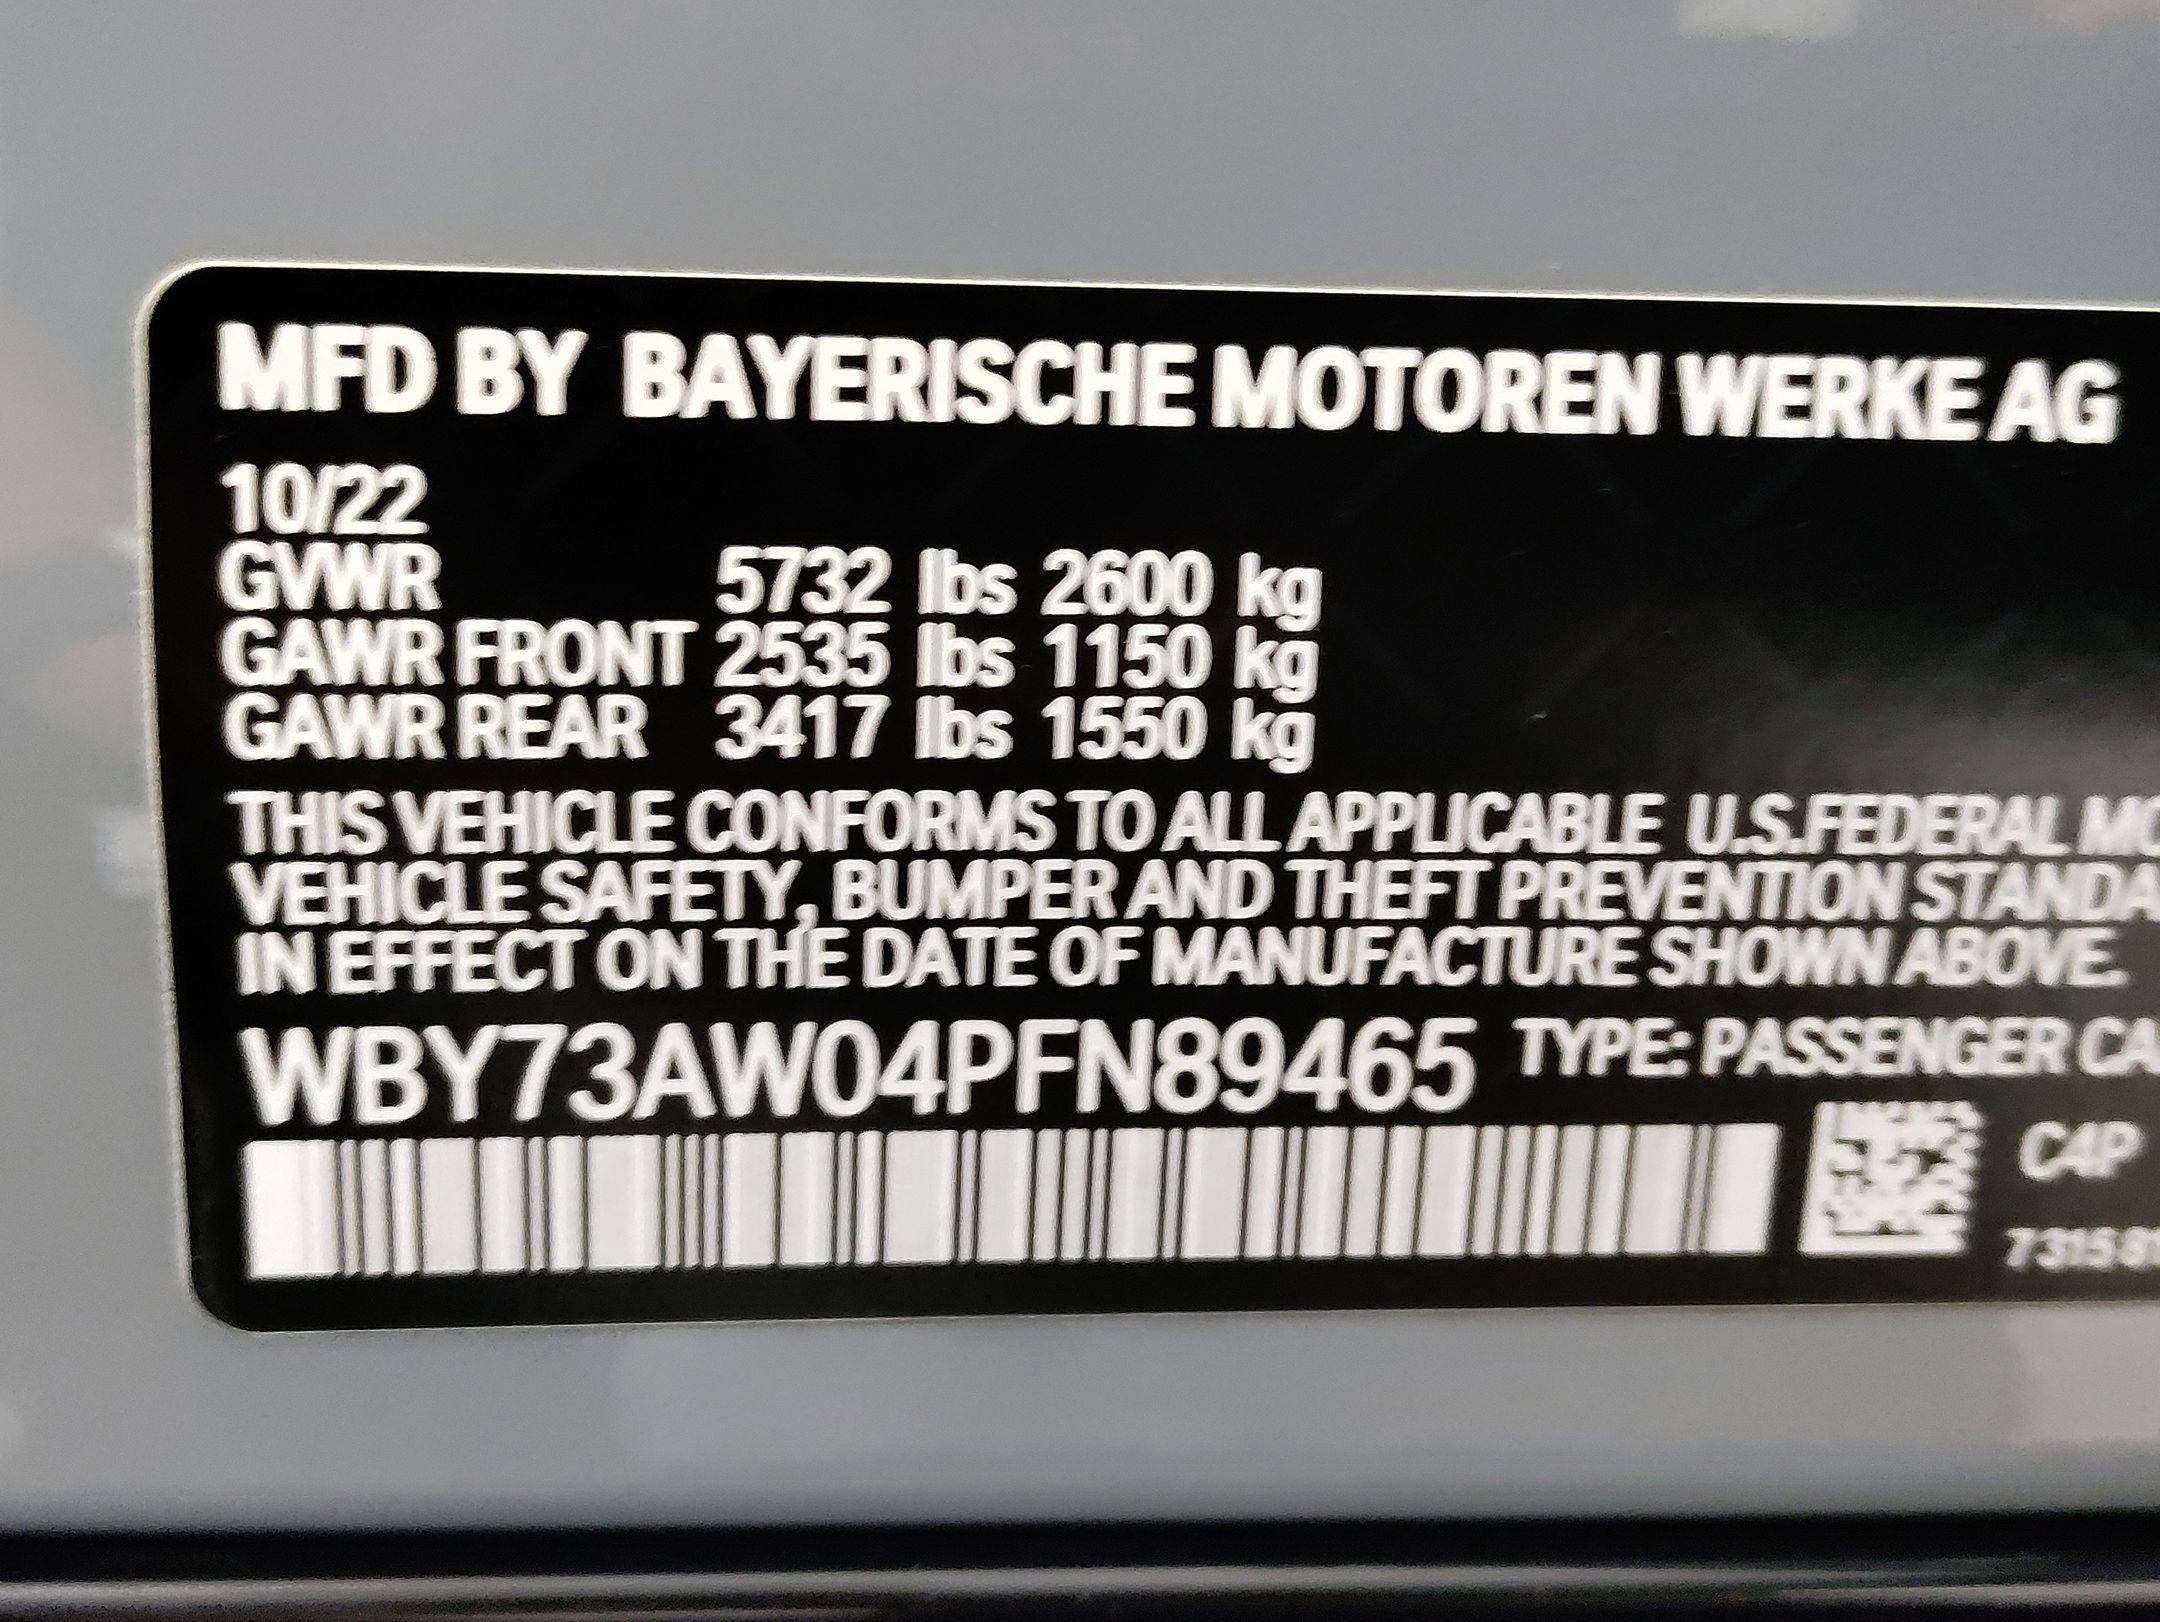 MFD BY BAYERISCHE MOTOREN WERKE AG
10/22
GVWR 5732 lbs 2600 kg
GAWR FRONT 2535 lbs 1150 kg
GAWR REAR 3417 lbs 1550 kg
THIS VEHICLE CONFORMS TO ALL APPLICABLE U.S.FEDERAL
VEHICLE SAFETY, BUMPER AND THEFT PREVENTION
IN EFFECT ON THE DATE OF MANUFACTURE SHOWN ABOVE.
WBY73AW04PFN89465 TYPE: PASSENGER
C4P